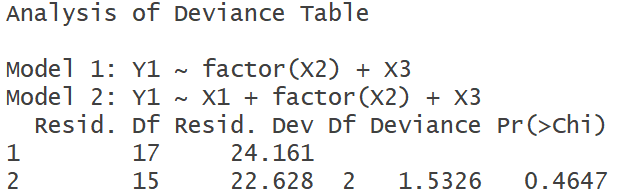 Analysis of Deviance Table
Model 1: Y1 ~ factor(X2) + X3
Model 2: Y1 ~ X1 + factor(X2) + X3
Resid. Df Resid. Dev Df Deviance Pr(>Chi)
1 17 24.161
2 15 22.628 2 1.5326 0.4647